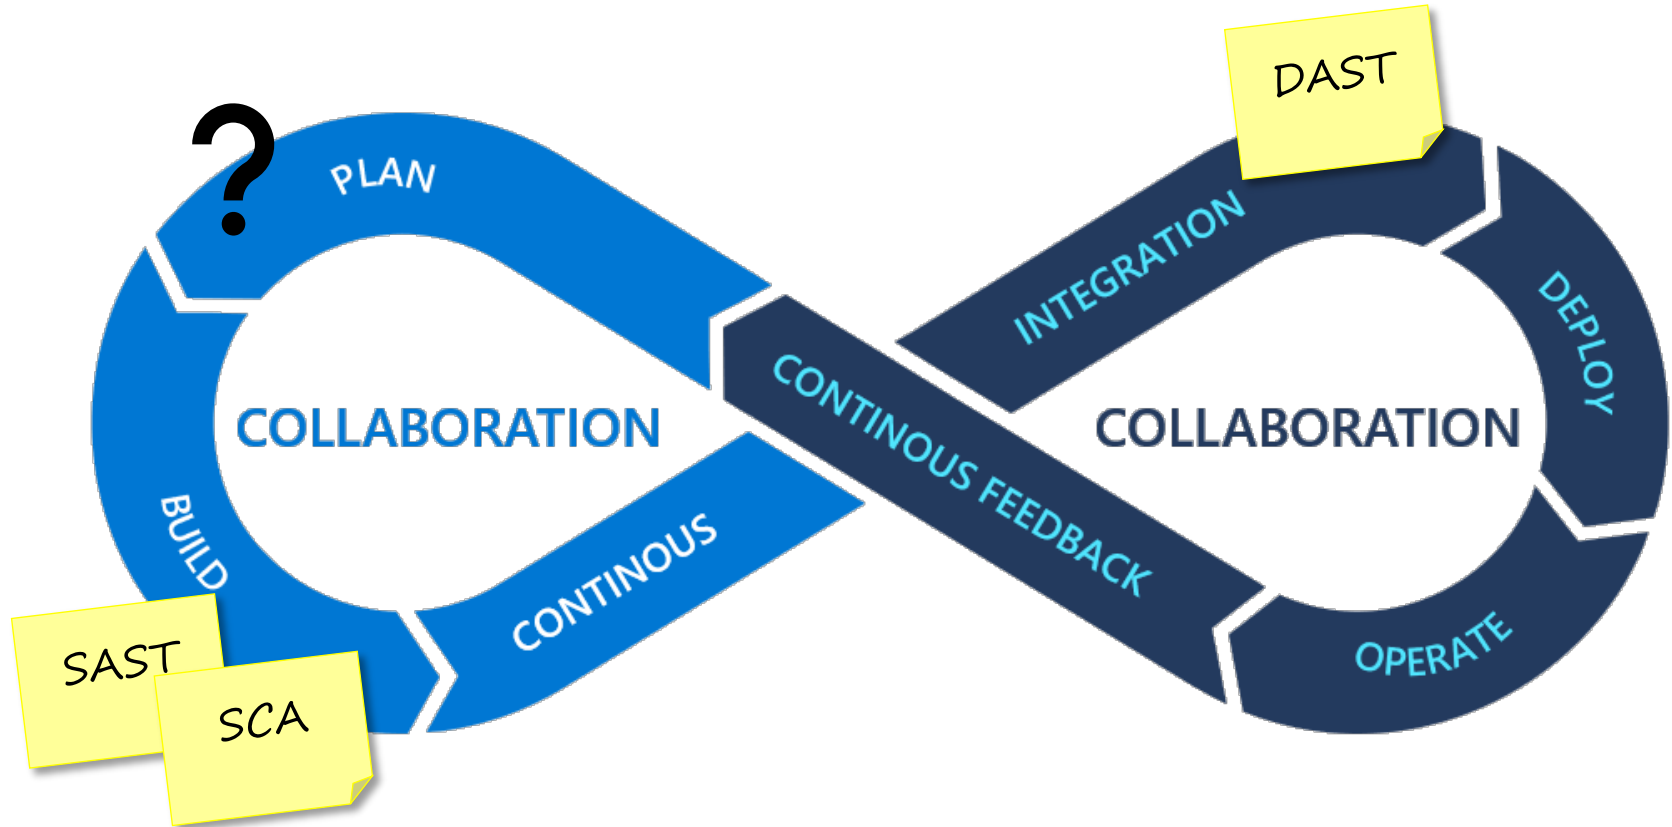 DAST
?
PLAN
INTEGRATION
DEPLOY
CONTINOUS FEEDBACK
COLLABORATION
COLLABORATION
BUILD
CONTINOUS
OPERATE
SAST
SCA